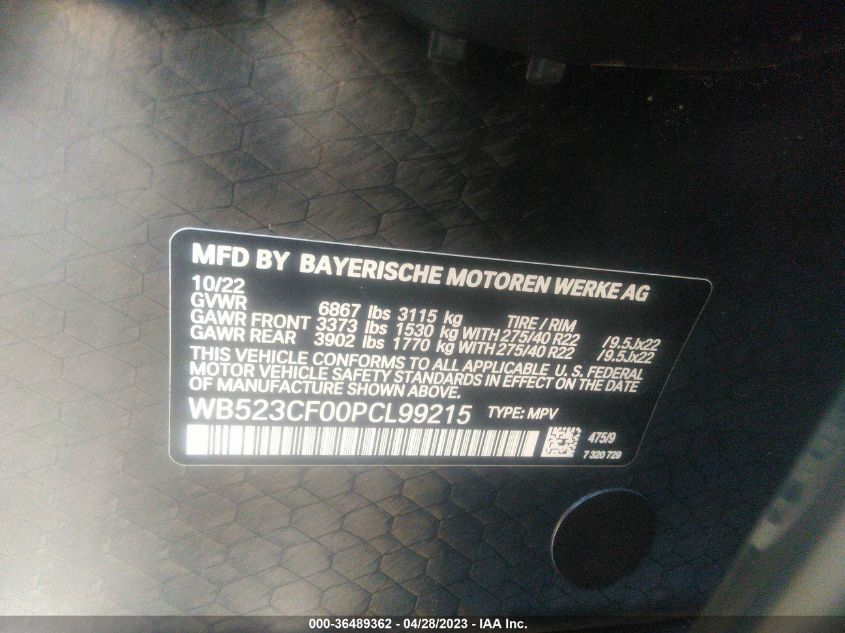 MFD BY BAYERISCHE MOTOREN WERKE AG
10/22
GVWR 6867 lbs 3115 kg TIRE / RIM
GAWR FRONT 3373 lbs 1530 kg WITH 275/40 R22 /9.5Jx22
GAWR REAR 3902 lbs 1770 kg WITH 275/40 R22 /9.5Jx22
THIS VEHICLE CONFORMS TO ALL APPLICABLE U. S. FEDERAL
MOTOR VEHICLE SAFETY STANDARDS IN EFFECT ON THE DATE
OF MANUFACTURE SHOWN ABOVE.
WB523CF00PCL99215 TYPE: MPV
475/9
7 320 729
000-36489362 - 04/28/2023 - IAA Inc.